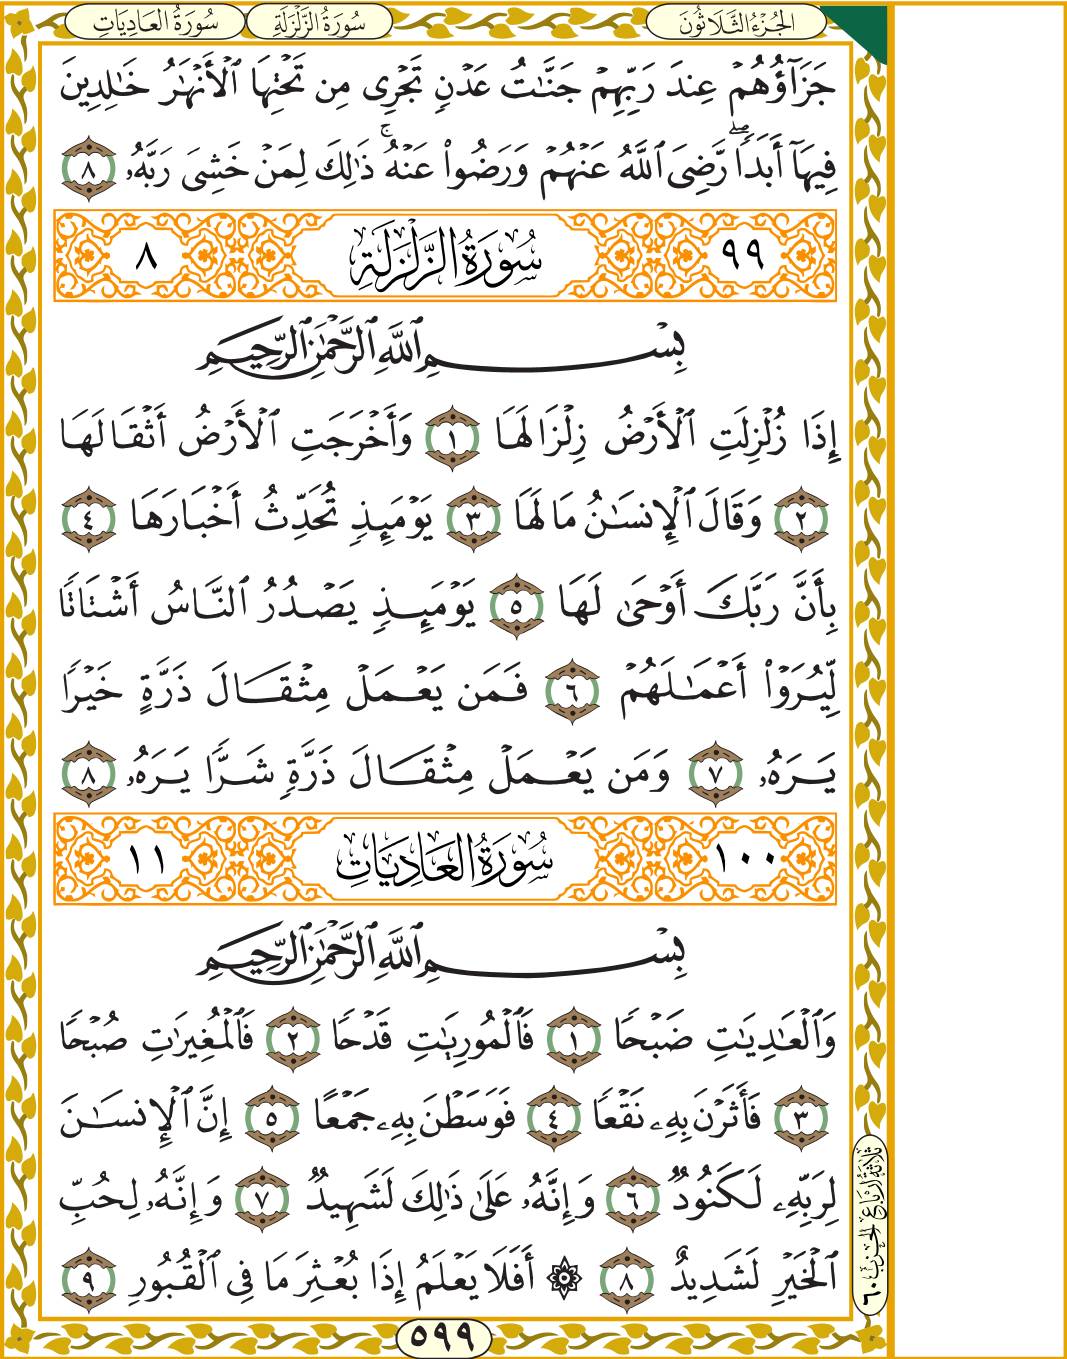 سُورَةُ العَادِيَاتِ سُورَةُ الزَّلْزَلَةِ الجُزْءُ الثَّلَاثُونَ
جَزَآؤُهُمۡ عِندَ رَبِّهِمۡ جَنَّٰتُ عَدۡنٖ تَجۡرِي مِن تَحۡتِهَا ٱلۡأَنۡهَٰرُ خَٰلِدِينَ
فِيهَآ أَبَدٗاۖ رَّضِيَ ٱللَّهُ عَنۡهُمۡ وَرَضُواْ عَنۡهُۚ ذَٰلِكَ لِمَنۡ خَشِيَ رَبَّهُۥ ٨
٩٩ سُورَةُ الزَّلْزَلَةِ ٨
بِسۡمِ ٱللَّهِ ٱلرَّحۡمَٰنِ ٱلرَّحِيمِ
إِذَا زُلۡزِلَتِ ٱلۡأَرۡضُ زِلۡزَالَهَا ١ وَأَخۡرَجَتِ ٱلۡأَرۡضُ أَثۡقَالَهَا
٢ وَقَالَ ٱلۡإِنسَٰنُ مَا لَهَا ٣ يَوۡمَئِذٖ تُحَدِّثُ أَخۡبَارَهَا ٤
بِأَنَّ رَبَّكَ أَوۡحَىٰ لَهَا ٥ يَوۡمَئِذٖ يَصۡدُرُ ٱلنَّاسُ أَشۡتَاتٗا
لِّيُرَوۡاْ أَعۡمَٰلَهُمۡ ٦ فَمَن يَعۡمَلۡ مِثۡقَالَ ذَرَّةٍ خَيۡرٗا
يَرَهُۥ ٧ وَمَن يَعۡمَلۡ مِثۡقَالَ ذَرَّةٖ شَرّٗا يَرَهُۥ ٨
١٠٠ سُورَةُ العَادِيَاتِ ١١
بِسۡمِ ٱللَّهِ ٱلرَّحۡمَٰنِ ٱلرَّحِيمِ
وَٱلۡعَٰدِيَٰتِ ضَبۡحٗا ١ فَٱلۡمُورِيَٰتِ قَدۡحٗا ٢ فَٱلۡمُغِيرَٰتِ صُبۡحٗا
٣ فَأَثَرۡنَ بِهِۦ نَقۡعٗا ٤ فَوَسَطۡنَ بِهِۦ جَمۡعًا ٥ إِنَّ ٱلۡإِنسَٰنَ
لِرَبِّهِۦ لَكَنُودٞ ٦ وَإِنَّهُۥ عَلَىٰ ذَٰلِكَ لَشَهِيدٞ ٧ وَإِنَّهُۥ لِحُبِّ
ٱلۡخَيۡرِ لَشَدِيدٌ ٨ ۞ أَفَلَا يَعۡلَمُ إِذَا بُعۡثِرَ مَا فِي ٱلۡقُبُورِ ٩
ثَلَاثَةُ أَرْبَاعِ الحِزْبِ ٦٠
٥٩٩